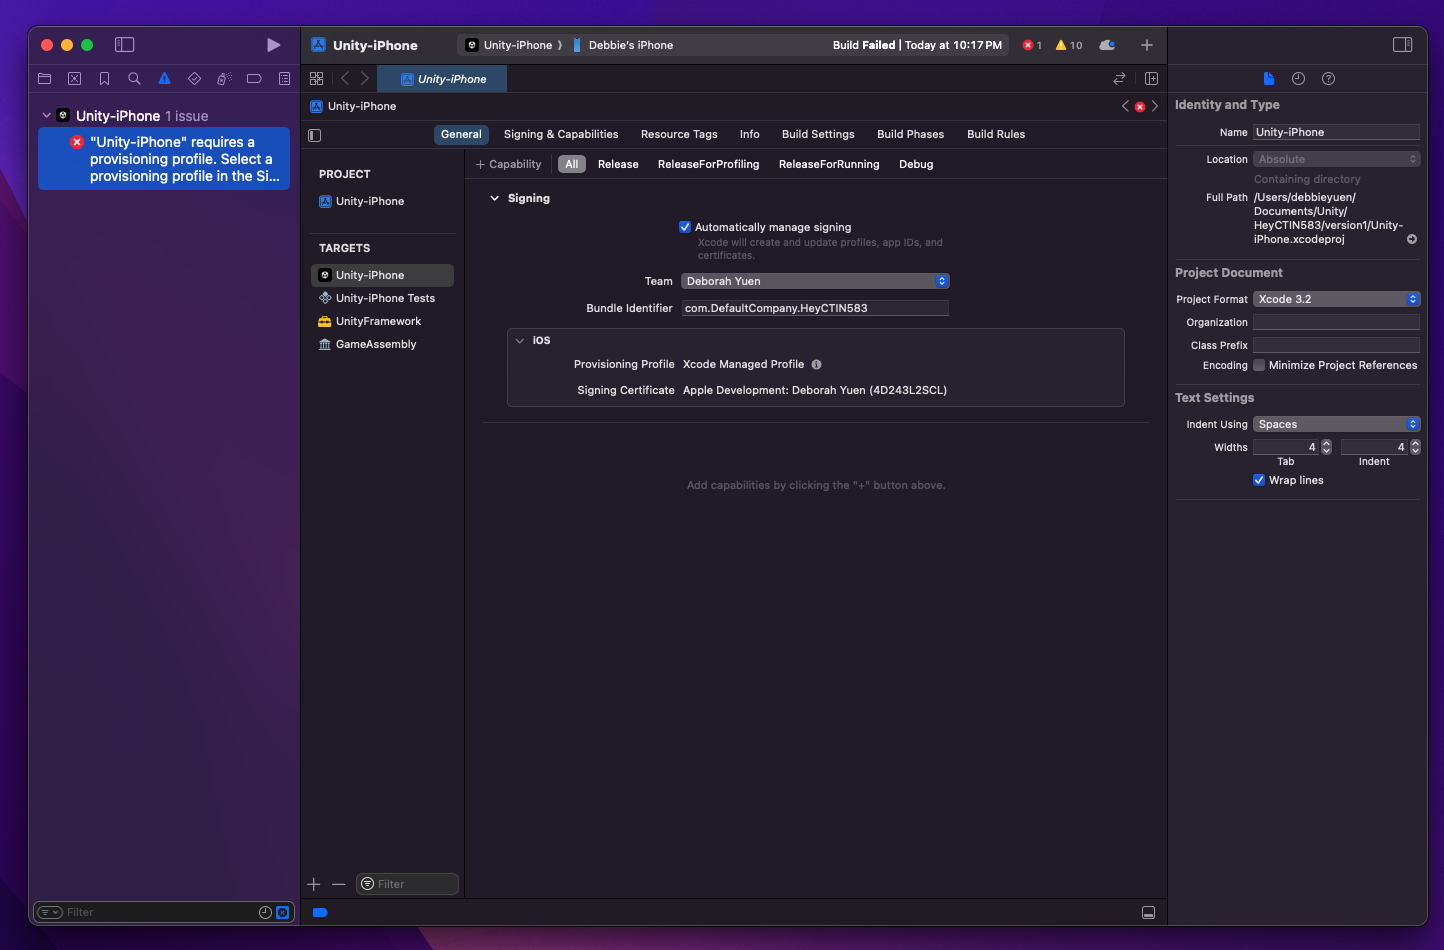 Unity-iPhone
Unity-iPhone
Debbie's iPhone
Build Failed | Today at 10:17 PM
1
10
Unity-iPhone
Unity-iPhone 1 issue
"Unity-iPhone" requires a
provisioning profile. Select a
provisioning profile in the Si...
Filter
Unity-iPhone
General
Signing & Capabilities
Resource Tags
Info
Build Settings
Build Phases
Build Rules
PROJECT
Unity-iPhone
TARGETS
Unity-iPhone
Unity-iPhone Tests
UnityFramework
GameAssembly
Filter
+ Capability
All
Release
ReleaseForProfiling
ReleaseForRunning
Debug
Signing
Automatically manage signing
Xcode will create and update profiles, app IDs, and
certificates.
Team Deborah Yuen
Bundle Identifier com.DefaultCompany.HeyCTIN583
iOS
Provisioning Profile Xcode Managed Profile
Signing Certificate Apple Development: Deborah Yuen (4D243L2SCL)
Add capabilities by clicking the "+" button above.
Identity and Type
Name Unity-iPhone
Location Absolute
Containing directory
Full Path /Users/debbieyuen/
Documents/Unity/
HeyCTIN583/version1/Unity-
iPhone.xcodeproj
Project Document
Project Format Xcode 3.2
Organization
Class Prefix
Encoding Minimize Project References
Text Settings
Indent Using Spaces
Widths 4 4
Tab Indent
Wrap lines